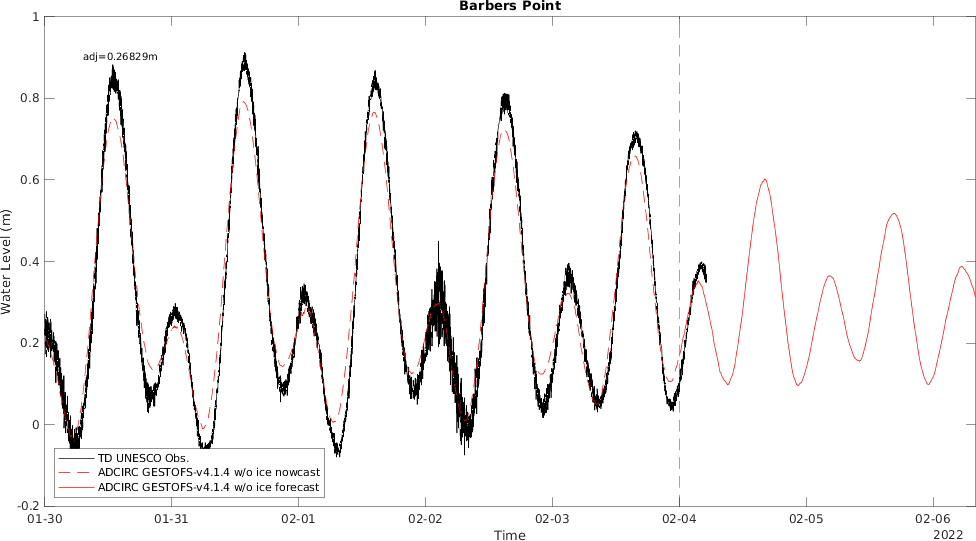 Barbers Point
adj=0.26829m
Water Level (m)
1
0.8
0.6
0.4
0.2
0
-0.2
TD UNESCO Obs.
ADCIRC GESTOFS-v4.1.4 w/o ice nowcast
ADCIRC GESTOFS-v4.1.4 w/o ice forecast
01-30 01-31 02-01 02-02 02-03 02-04 02-05 02-06
Time
2022